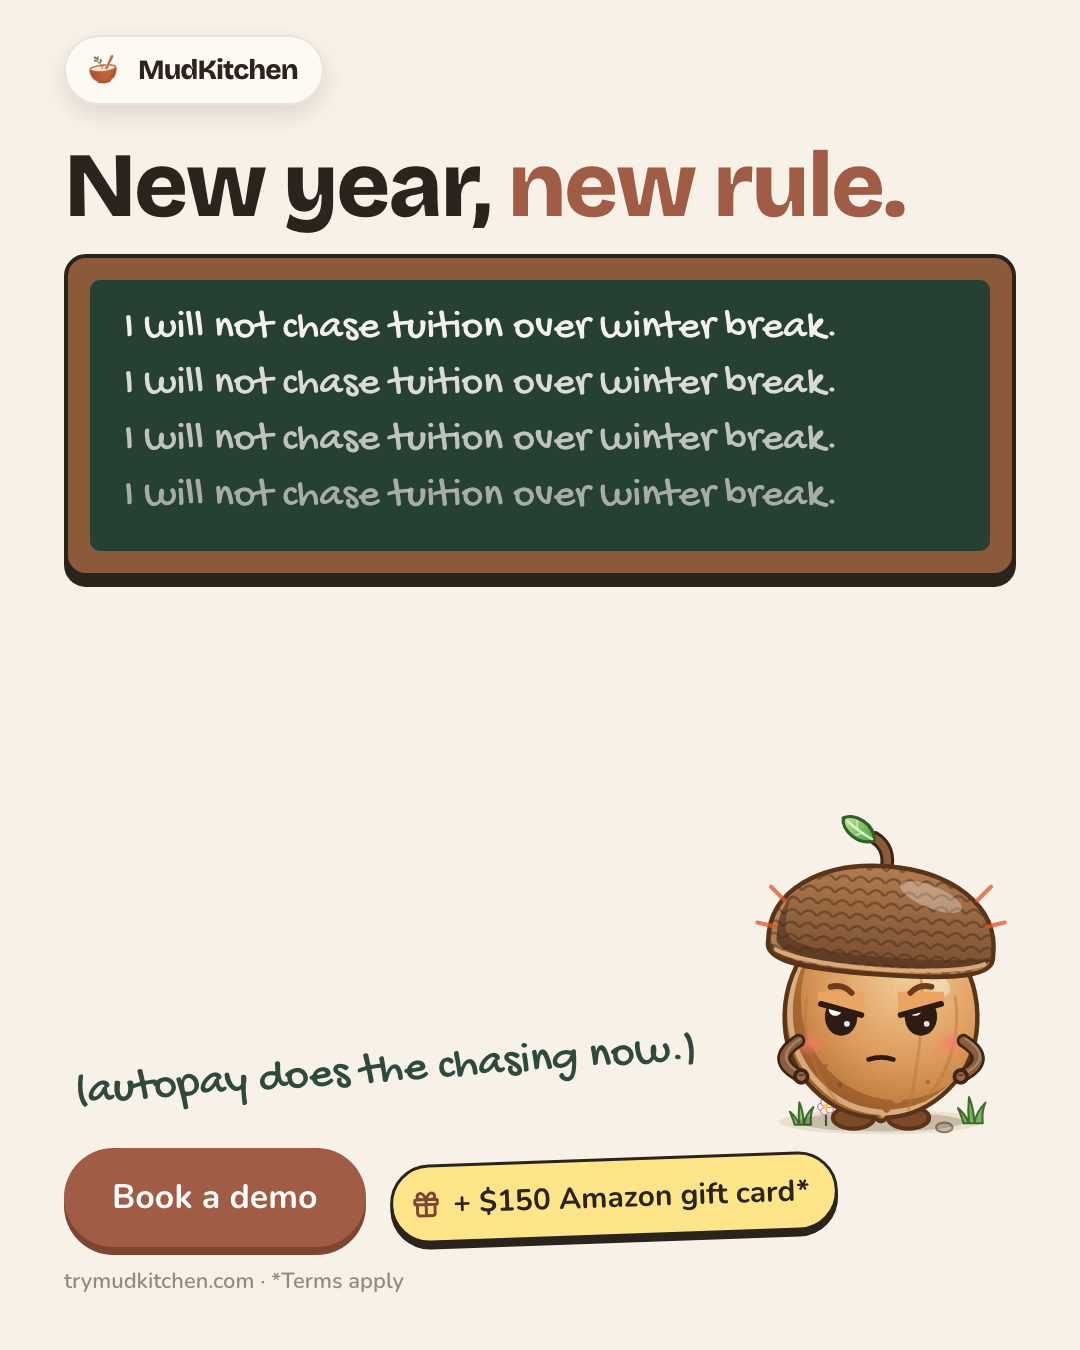 MudKitchen
New year, new rule.
I will not chase tuition over winter break.
I will not chase tuition over winter break.
I will not chase tuition over winter break.
I will not chase tuition over winter break.
(autopay does the chasing now.)
Book a demo
+ $150 Amazon gift card*
trymudkitchen.com · *Terms apply